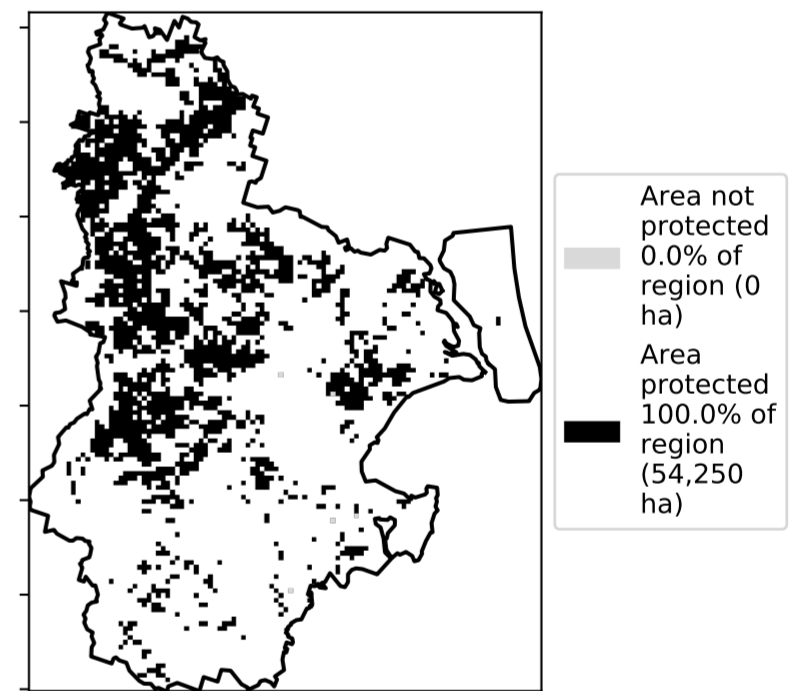 Area not
protected
0.0% of
region (0
ha)
Area
protected
100.0% of
region
(54,250
ha)